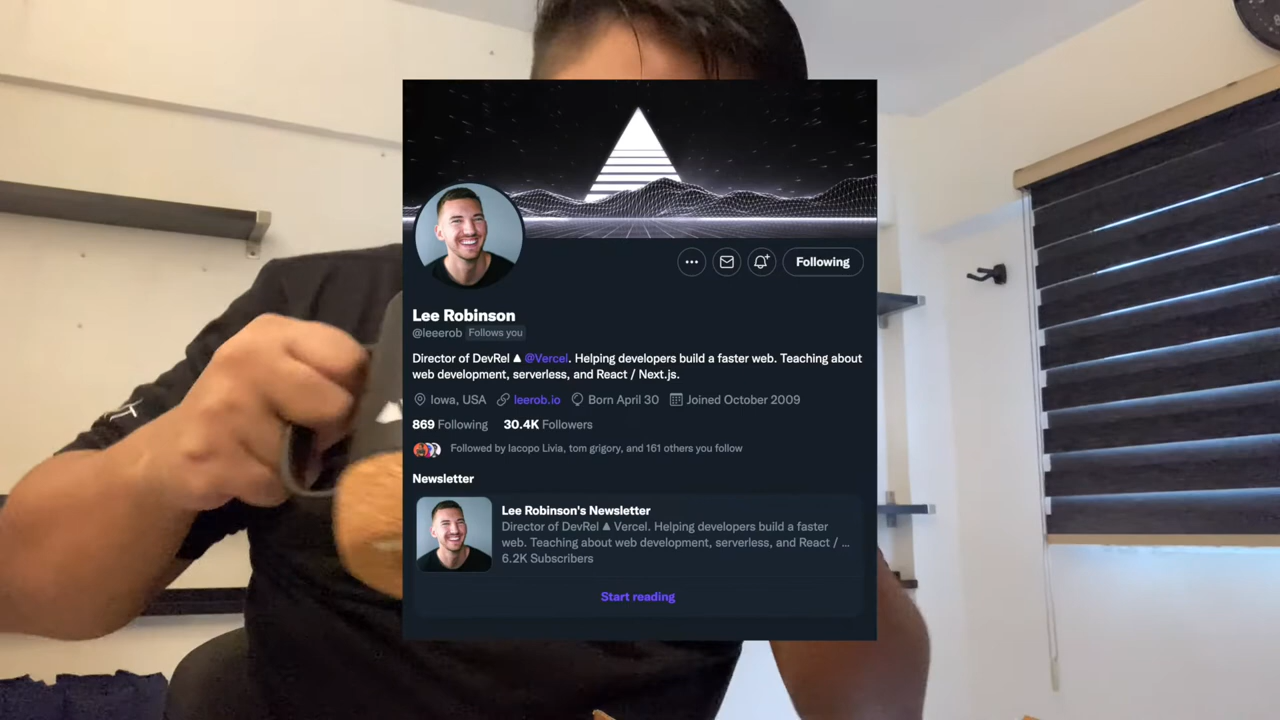 Following
Lee Robinson
@leeerob Follows you
Director of DevRel ▲ @Vercel. Helping developers build a faster web. Teaching about
web development, serverless, and React / Next.js.
Iowa, USA leerob.io Born April 30 Joined October 2009
869 Following 30.4K Followers
Followed by Iacopo Livia, tom grigory, and 161 others you follow
Newsletter
Lee Robinson's Newsletter
Director of DevRel ▲ Vercel. Helping developers build a faster
web. Teaching about web development, serverless, and React / ...
6.2K Subscribers
Start reading